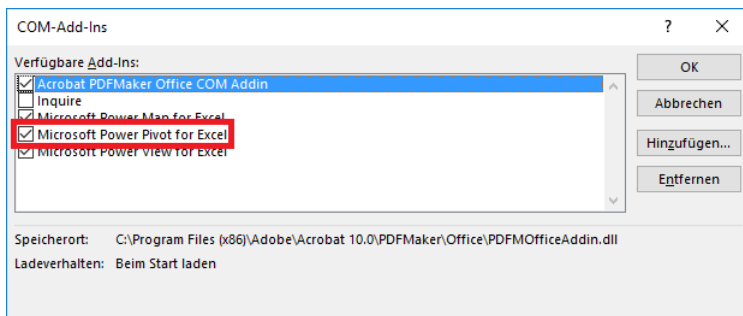 COM-Add-Ins
Verfügbare Add-Ins:
Acrobat PDFMaker Office COM Addin
Inquire
Microsoft Power Map for Excel
Microsoft Power Pivot for Excel
Microsoft Power View for Excel
OK
Abbrechen
Hinzufügen...
Entfernen
Speicherort: C:\Program Files (x86)\Adobe\Acrobat 10.0\PDFMaker\Office\PDFMOfficeAddin.dll
Ladeverhalten: Beim Start laden